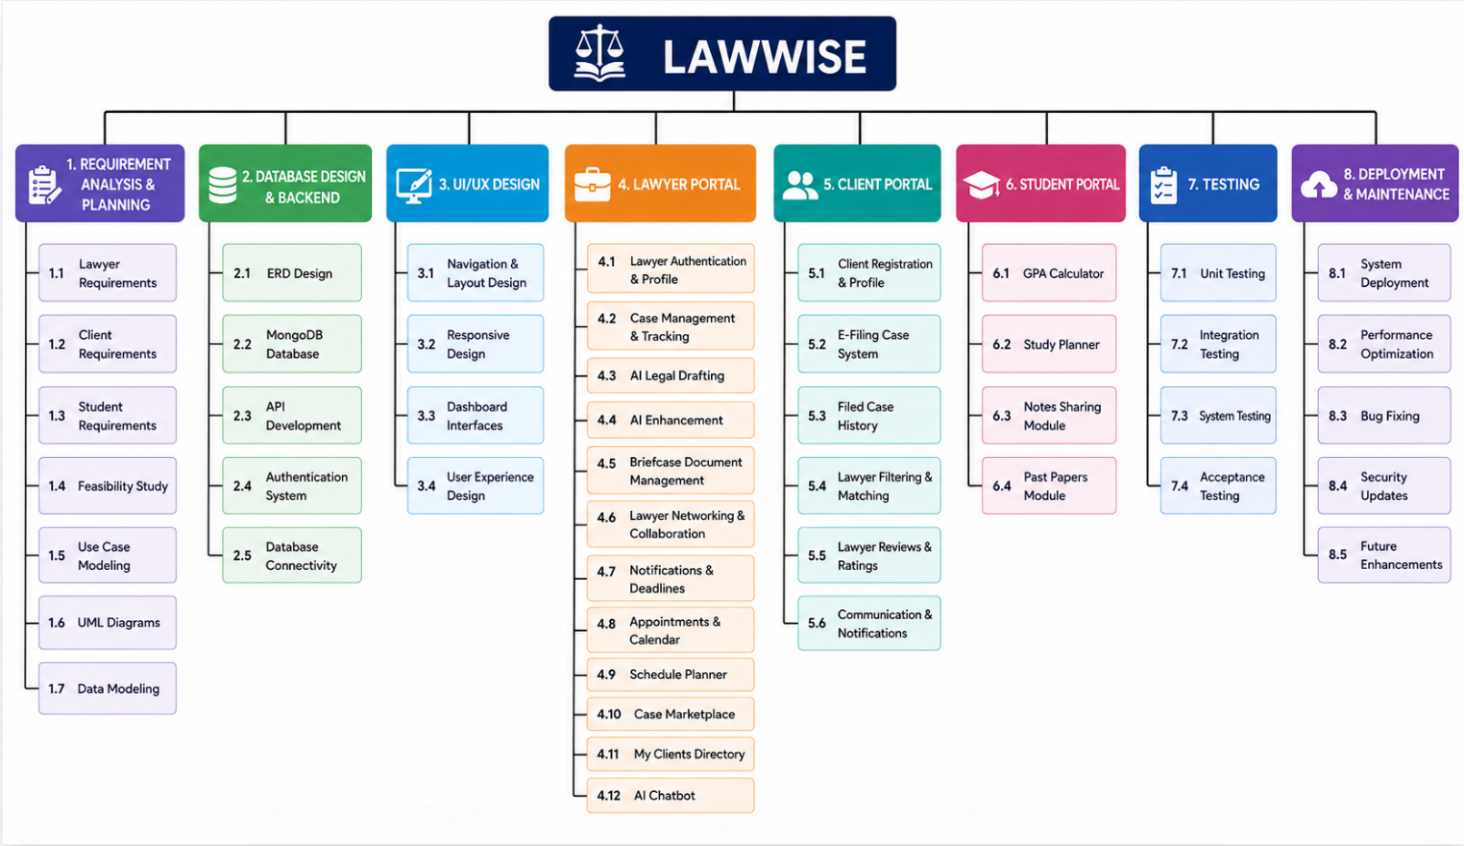 LAWWISE
1. REQUIREMENT
ANALYSIS &
PLANNING
1.1 Lawyer
Requirements
1.2 Client
Requirements
1.3 Student
Requirements
1.4 Feasibility Study
1.5 Use Case
Modeling
1.6 UML Diagrams
1.7 Data Modeling
2. DATABASE DESIGN
& BACKEND
2.1 ERD Design
2.2 MongoDB
Database
2.3 API
Development
2.4 Authentication
System
2.5 Database
Connectivity
3. UI/UX DESIGN
3.1 Navigation &
Layout Design
3.2 Responsive
Design
3.3 Dashboard
Interfaces
3.4 User Experience
Design
4. LAWYER PORTAL
4.1 Lawyer Authentication
& Profile
4.2 Case Management
& Tracking
4.3 AI Legal Drafting
4.4 AI Enhancement
4.5 Briefcase Document
Management
4.6 Lawyer Networking &
Collaboration
4.7 Notifications &
Deadlines
4.8 Appointments &
Calendar
4.9 Schedule Planner
4.10 Case Marketplace
4.11 My Clients Directory
4.12 AI Chatbot
5. CLIENT PORTAL
5.1 Client Registration
& Profile
5.2 E-Filing Case
System
5.3 Filed Case
History
5.4 Lawyer Filtering &
Matching
5.5 Lawyer Reviews &
Ratings
5.6 Communication &
Notifications
6. STUDENT PORTAL
6.1 GPA Calculator
6.2 Study Planner
6.3 Notes Sharing
Module
6.4 Past Papers
Module
7. TESTING
7.1 Unit Testing
7.2 Integration
Testing
7.3 System Testing
7.4 Acceptance
Testing
8. DEPLOYMENT
& MAINTENANCE
8.1 System
Deployment
8.2 Performance
Optimization
8.3 Bug Fixing
8.4 Security
Updates
8.5 Future
Enhancements